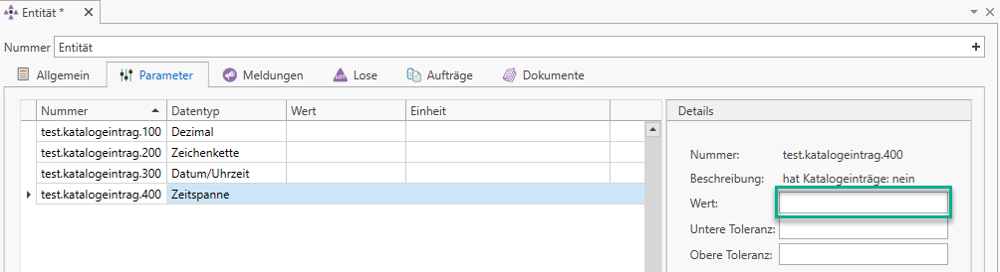 Entität *
Nummer Entität
Allgemein Parameter Meldungen Lose Aufträge Dokumente
Nummer Datentyp Wert Einheit
test.katalogeintrag.100 Dezimal
test.katalogeintrag.200 Zeichenkette
test.katalogeintrag.300 Datum/Uhrzeit
test.katalogeintrag.400 Zeitspanne
Details
Nummer: test.katalogeintrag.400
Beschreibung: hat Katalogeinträge: nein
Wert:
Untere Toleranz:
Obere Toleranz: